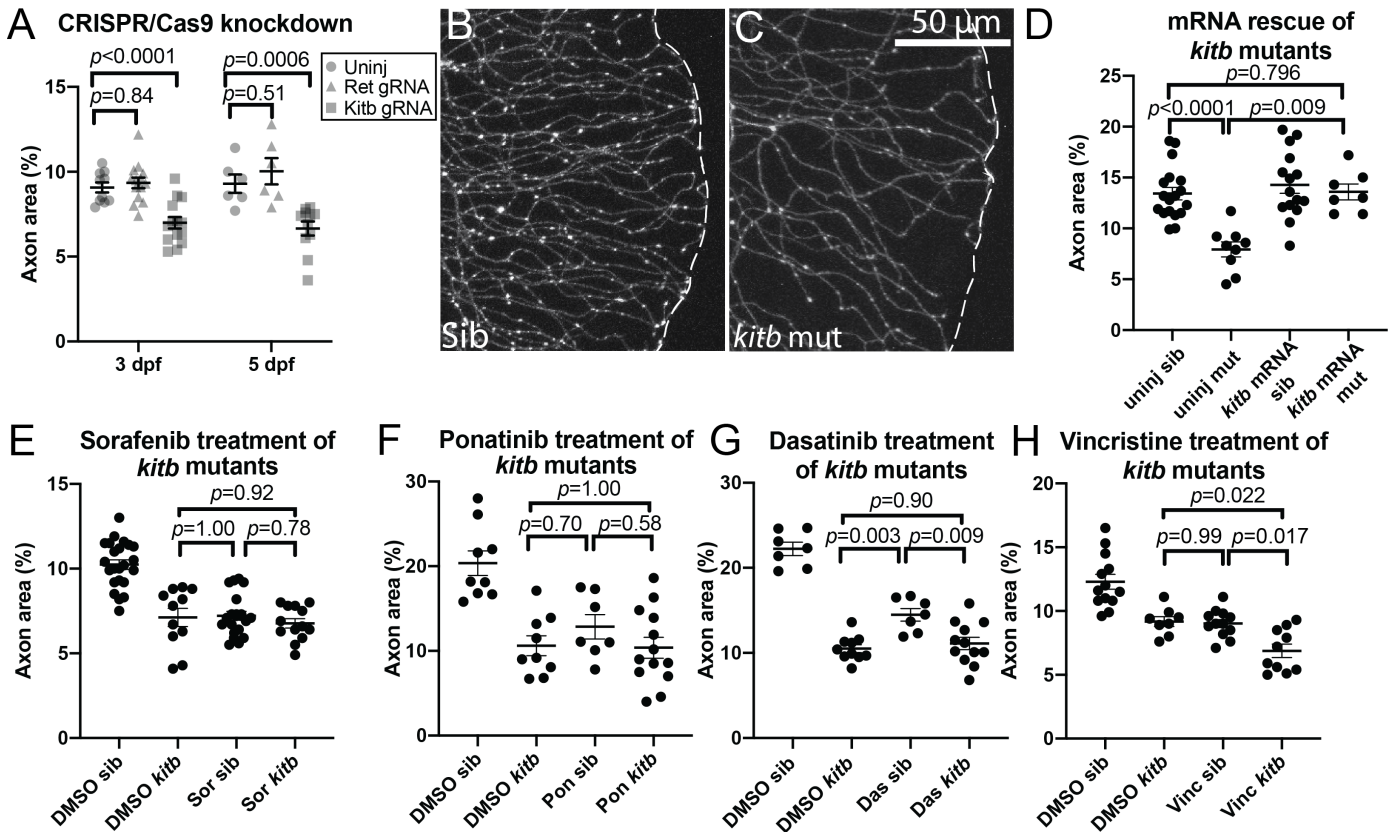 A
CRISPR/Cas9 knockdown
p<0.0001
p=0.84
p=0.0006
p=0.51
Uninj
Ret gRNA
Kitb gRNA
Axon area (%)
15
10
5
0
3 dpf
5 dpf
B
Sib
C
50 µm
kitb mut
D
mRNA rescue of
kitb mutants
p=0.796
p<0.0001
p=0.009
Axon area (%)
25
20
15
10
5
0
uninj sib
uninj mut
kitb mRNA
sib
kitb mRNA
mut
E
Sorafenib treatment of
kitb mutants
p=0.92
p=1.00
p=0.78
Axon area (%)
15
10
5
0
DMSO sib
DMSO kitb
Sor sib
Sor kitb
F
Ponatinib treatment of
kitb mutants
p=1.00
p=0.70
p=0.58
Axon area (%)
30
20
10
0
DMSO sib
DMSO kitb
Pon sib
Pon kitb
G
Dasatinib treatment
of kitb mutants
p=0.90
p=0.003
p=0.009
Axon area (%)
30
20
10
0
DMSO sib
DMSO kitb
Das sib
Das kitb
H
Vincristine treatment of
kitb mutants
p=0.022
p=0.99
p=0.017
Axon area (%)
20
15
10
5
0
DMSO sib
DMSO kitb
Vinc sib
Vinc kitb